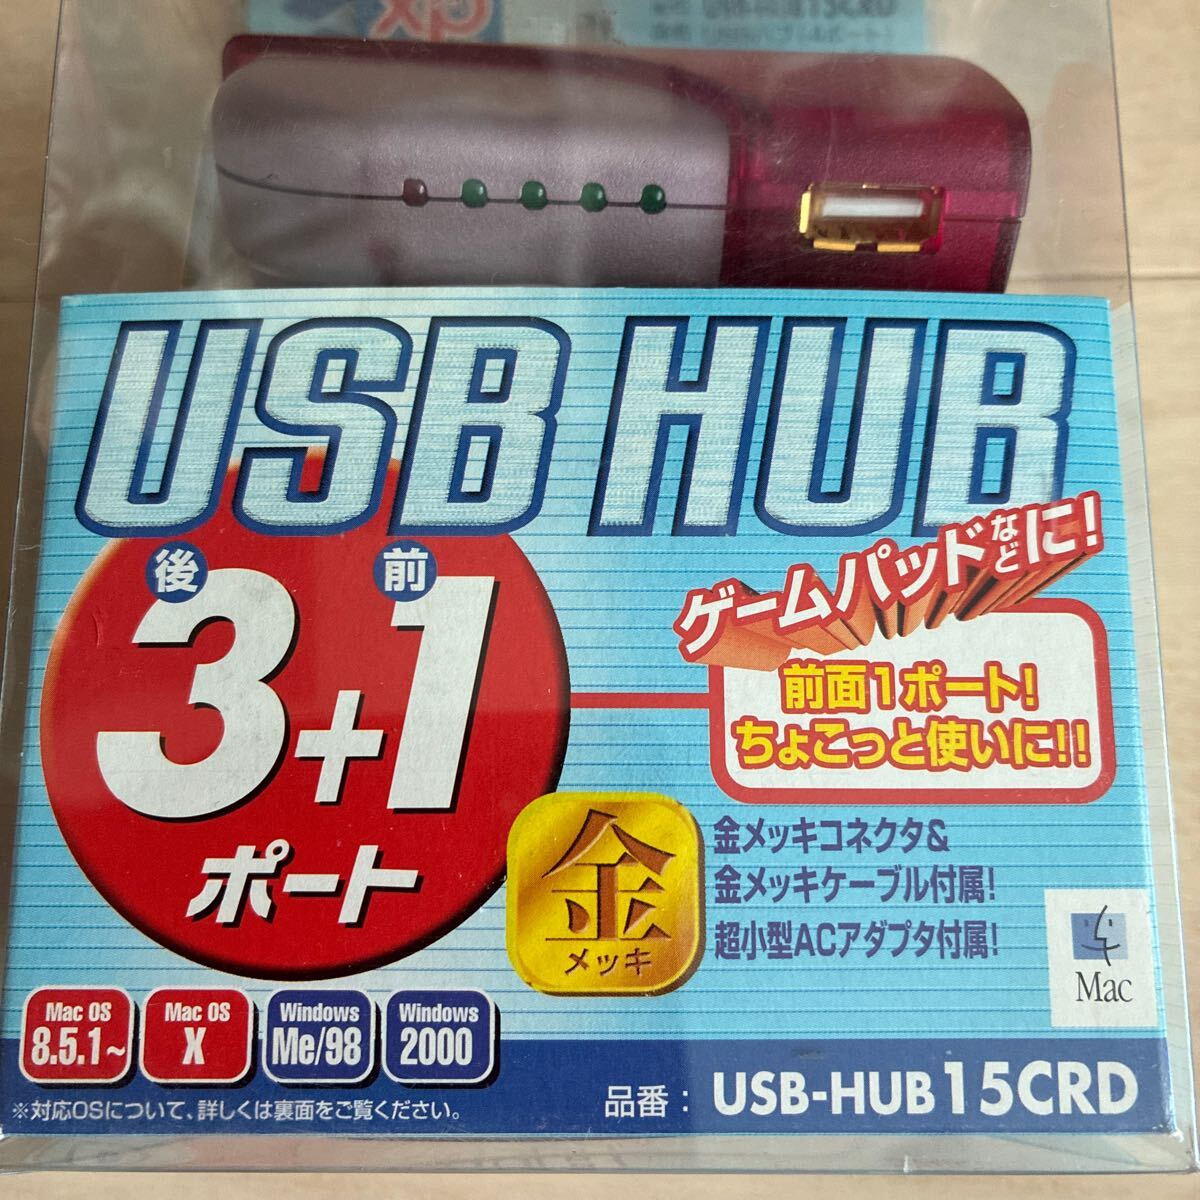 USB HUB
後 前
3+1
ポート
ゲームパッドなどに!
前面1ポート!
ちょこっと使いに!!
金
メッキ
金メッキコネクタ&
金メッキケーブル付属!
超小型ACアダプタ付属!
Mac
Mac OS
8.5.1~
Mac OS
X
Windows
Me/98
Windows
2000
※対応OSについて、詳しくは裏面をご覧ください。
品番: USB-HUB15CRD